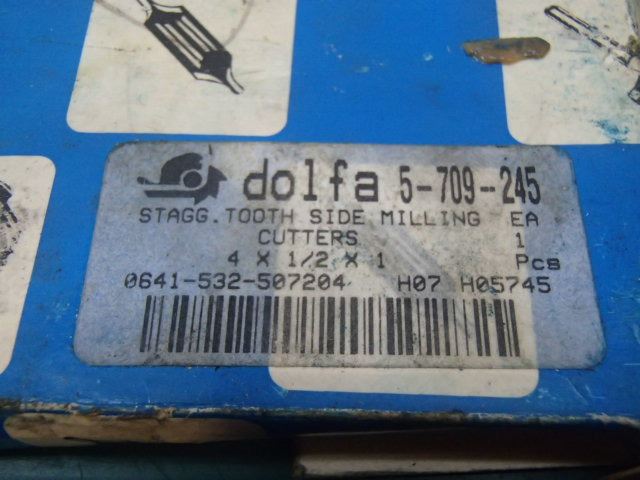 dolfa 5-709-245
STAGG.TOOTH SIDE MILLING EA
CUTTERS 1
4 X 1/2 X 1 Pcs
0641-532-507204 H07 H05745